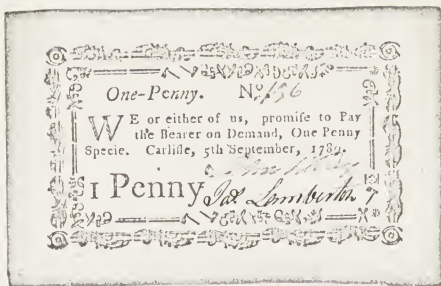 One-Penny. No. 196
WE or either of us, promise to Pay
the Bearer on Demand, One Penny
Specie. Carlisle, 5th September, 1789.
1 Penny Jas. Lamberton